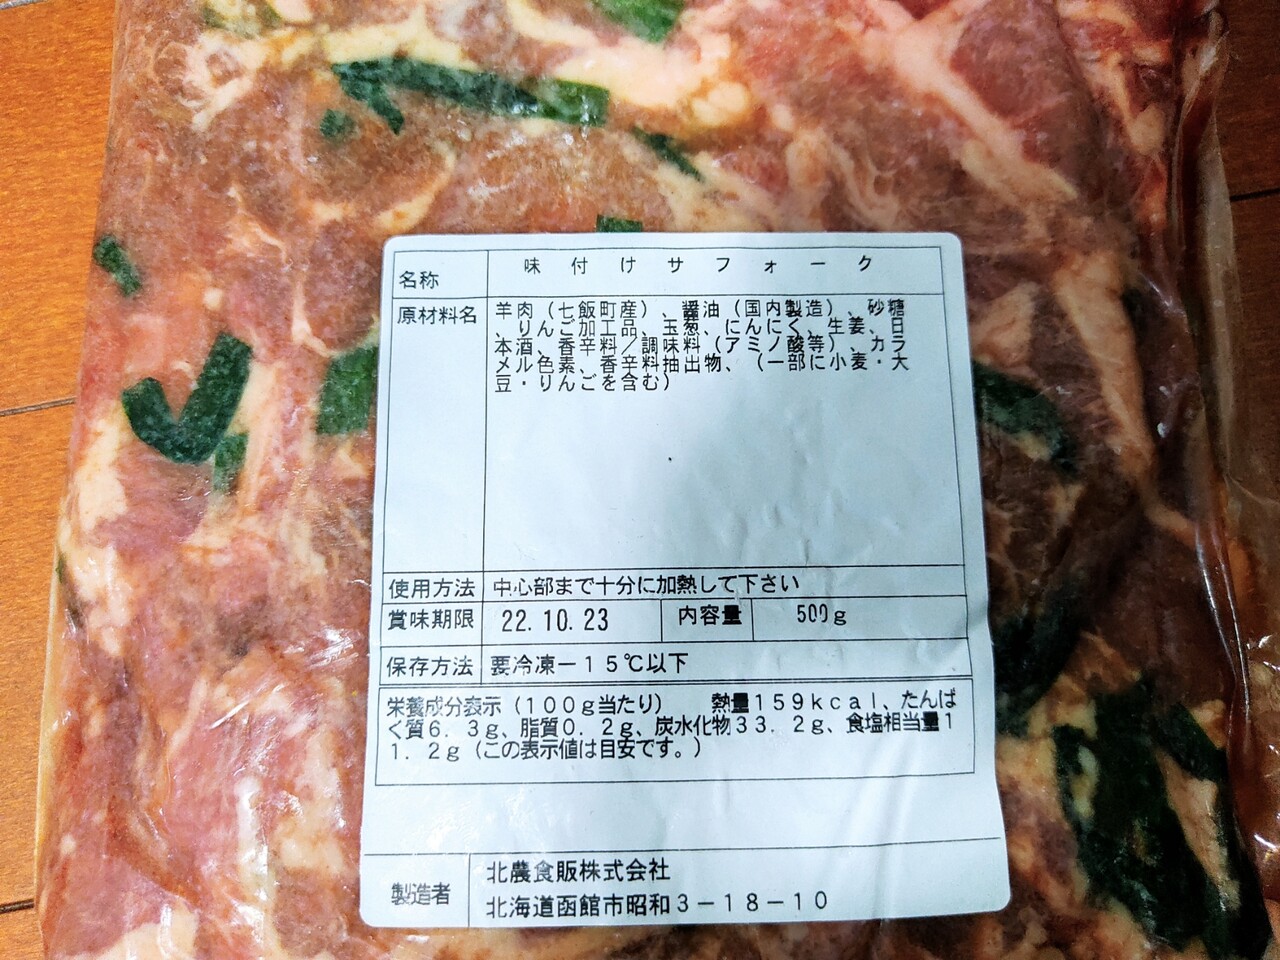 名称 味付けサフォーク
原材料名 羊肉(七飯町産)、醤油(国内製造)、砂糖
、りんご加工品、玉葱、にんにく、生姜、日
本酒、香辛料/調味料(アミノ酸等)、カラ
メル色素、香辛料抽出物、(一部に小麦・大
豆・りんごを含む)
使用方法 中心部まで十分に加熱して下さい
賞味期限 22.10.23 内容量 500g
保存方法 要冷凍-15℃以下
栄養成分表示(100g当たり) 熱量159kcal、たんぱ
く質6.3g、脂質0.2g、炭水化物33.2g、食塩相当量1
1.2g(この表示値は目安です。)
製造者 北農食販株式会社
北海道函館市昭和3-18-10